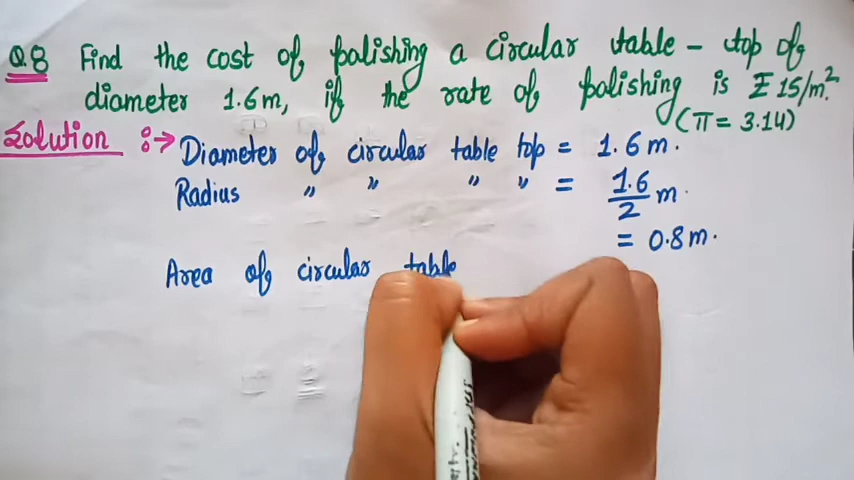 Q.8 Find the cost of polishing a circular table - top of
diameter 1.6m, if the rate of polishing is ₹15/m².
(π = 3.14)
Solution :→ Diameter of circular table top = 1.6 m.
Radius " " " " = 1.6/2 m.
= 0.8 m.
Area of circular table